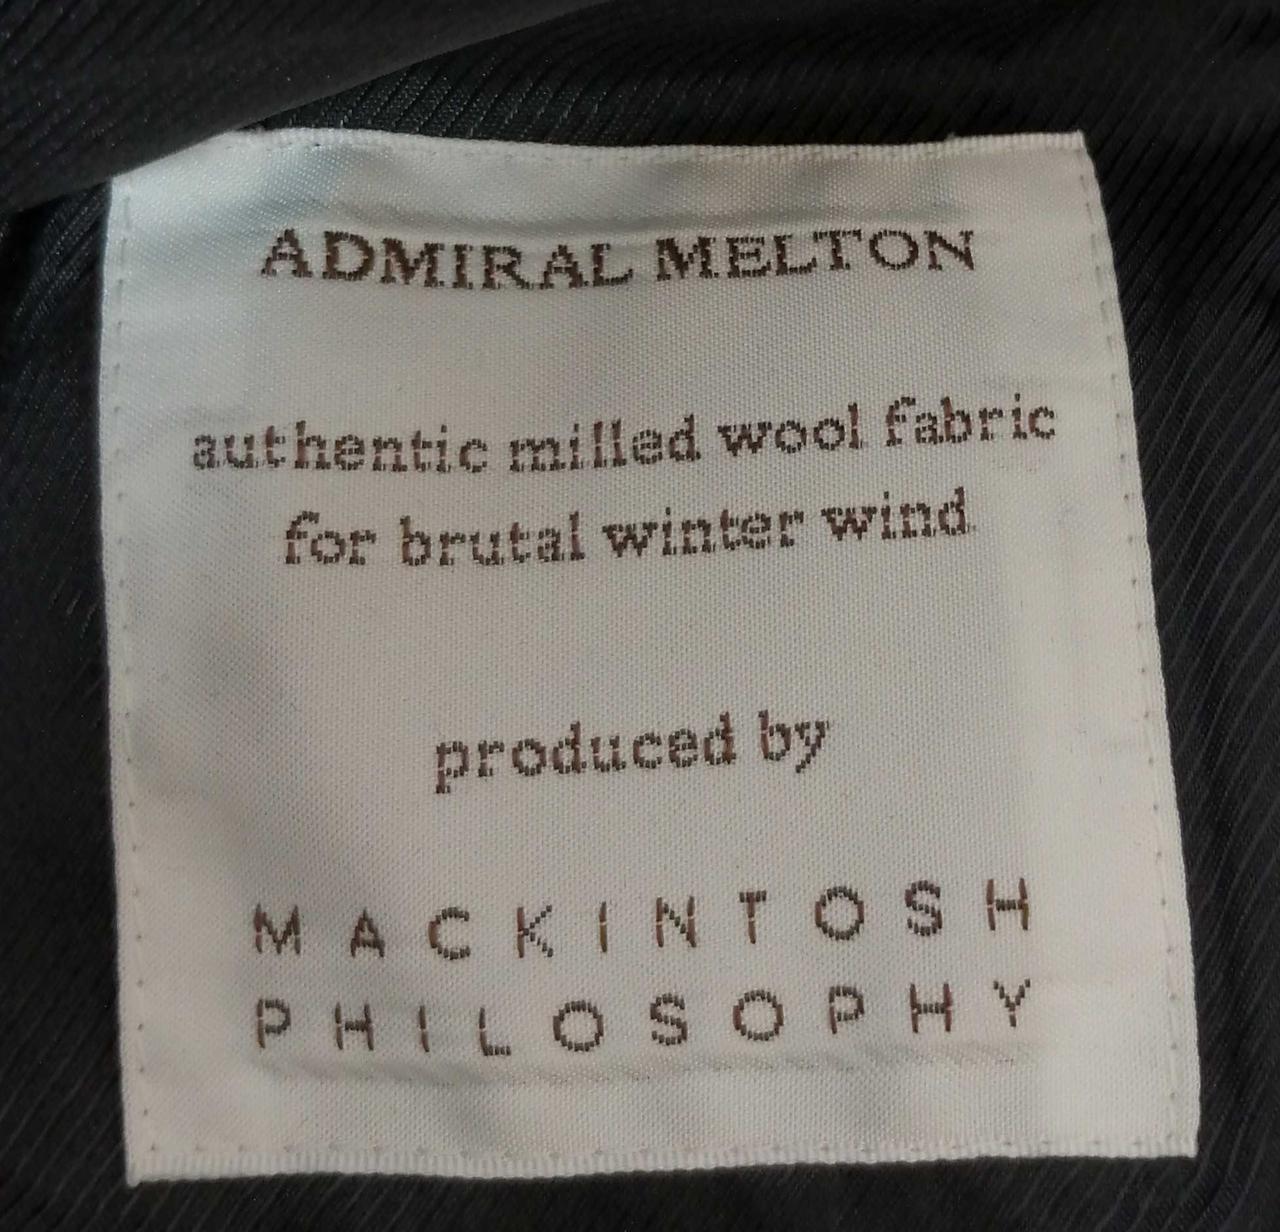 ADMIRAL MELTON
authentic milled wool fabric
for brutal winter wind
produced by
MACKINTOSH
PHILOSOPHY